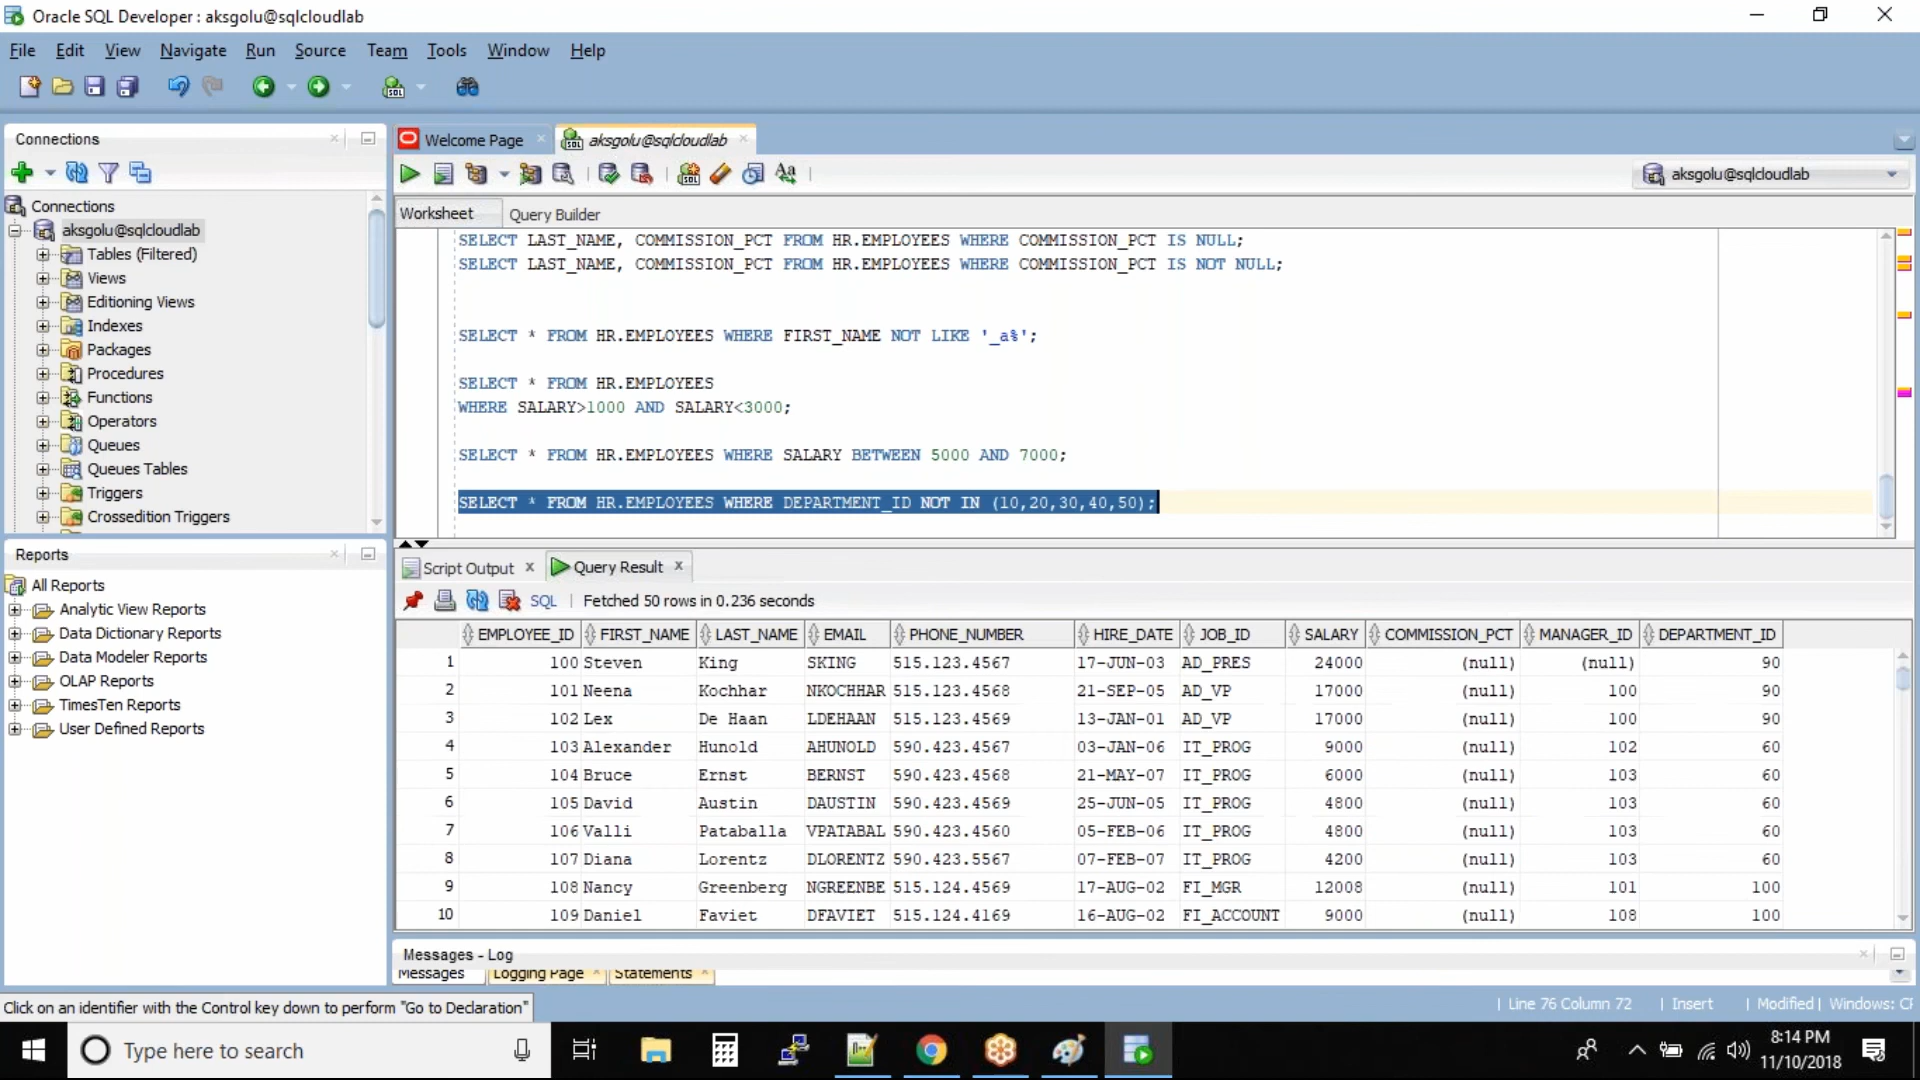 Oracle SQL Developer : aksgolu@sqlcloudlab
File Edit View Navigate Run Source Team Tools Window Help
Connections
Welcome Page
aksgolu@sqlcloudlab
aksgolu@sqlcloudlab
Connections
aksgolu@sqlcloudlab
Tables (Filtered)
Views
Editioning Views
Indexes
Packages
Procedures
Functions
Operators
Queues
Queues Tables
Triggers
Crossedition Triggers
Worksheet Query Builder
SELECT LAST_NAME, COMMISSION_PCT FROM HR.EMPLOYEES WHERE COMMISSION_PCT IS NULL;
SELECT LAST_NAME, COMMISSION_PCT FROM HR.EMPLOYEES WHERE COMMISSION_PCT IS NOT NULL;
SELECT * FROM HR.EMPLOYEES WHERE FIRST_NAME NOT LIKE '_a%';
SELECT * FROM HR.EMPLOYEES
WHERE SALARY>1000 AND SALARY<3000;
SELECT * FROM HR.EMPLOYEES WHERE SALARY BETWEEN 5000 AND 7000;
SELECT * FROM HR.EMPLOYEES WHERE DEPARTMENT_ID NOT IN (10,20,30,40,50);
Reports
All Reports
Analytic View Reports
Data Dictionary Reports
Data Modeler Reports
OLAP Reports
TimesTen Reports
User Defined Reports
Script Output x Query Result x
SQL | Fetched 50 rows in 0.236 seconds
EMPLOYEE_ID FIRST_NAME LAST_NAME EMAIL PHONE_NUMBER HIRE_DATE JOB_ID SALARY COMMISSION_PCT MANAGER_ID DEPARTMENT_ID
1 100 Steven King SKING 515.123.4567 17-JUN-03 AD_PRES 24000 (null) (null) 90
2 101 Neena Kochhar NKOCHHAR 515.123.4568 21-SEP-05 AD_VP 17000 (null) 100 90
3 102 Lex De Haan LDEHAAN 515.123.4569 13-JAN-01 AD_VP 17000 (null) 100 90
4 103 Alexander Hunold AHUNOLD 590.423.4567 03-JAN-06 IT_PROG 9000 (null) 102 60
5 104 Bruce Ernst BERNST 590.423.4568 21-MAY-07 IT_PROG 6000 (null) 103 60
6 105 David Austin DAUSTIN 590.423.4569 25-JUN-05 IT_PROG 4800 (null) 103 60
7 106 Valli Pataballa VPATABAL 590.423.4560 05-FEB-06 IT_PROG 4800 (null) 103 60
8 107 Diana Lorentz DLORENTZ 590.423.5567 07-FEB-07 IT_PROG 4200 (null) 103 60
9 108 Nancy Greenberg NGREENBE 515.124.4569 17-AUG-02 FI_MGR 12008 (null) 101 100
10 109 Daniel Faviet DFAVIET 515.124.4169 16-AUG-02 FI_ACCOUNT 9000 (null) 108 100
Messages - Log
Messages Logging Page Statements
Click on an identifier with the Control key down to perform "Go to Declaration"
| Line 76 Column 72 | Insert | Modified | Windows: CF
Type here to search
8:14 PM
11/10/2018